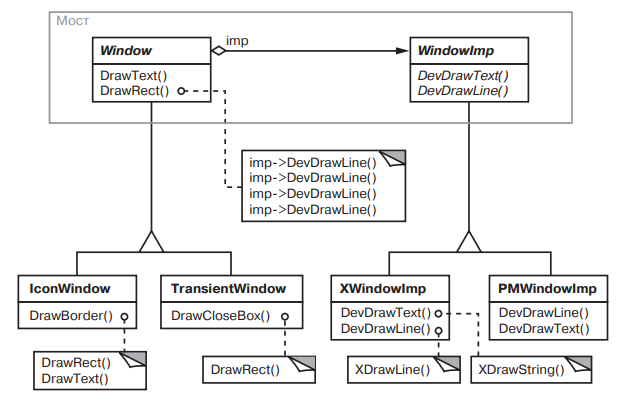 Мост
Window
DrawText()
DrawRect()
imp
WindowImp
DevDrawText()
DevDrawLine()
imp->DevDrawLine()
imp->DevDrawLine()
imp->DevDrawLine()
imp->DevDrawLine()
IconWindow
DrawBorder()
TransientWindow
DrawCloseBox()
XWindowImp
DevDrawText()
DevDrawLine()
PMWindowImp
DevDrawLine()
DevDrawText()
DrawRect()
DrawText()
DrawRect()
XDrawLine()
XDrawString()